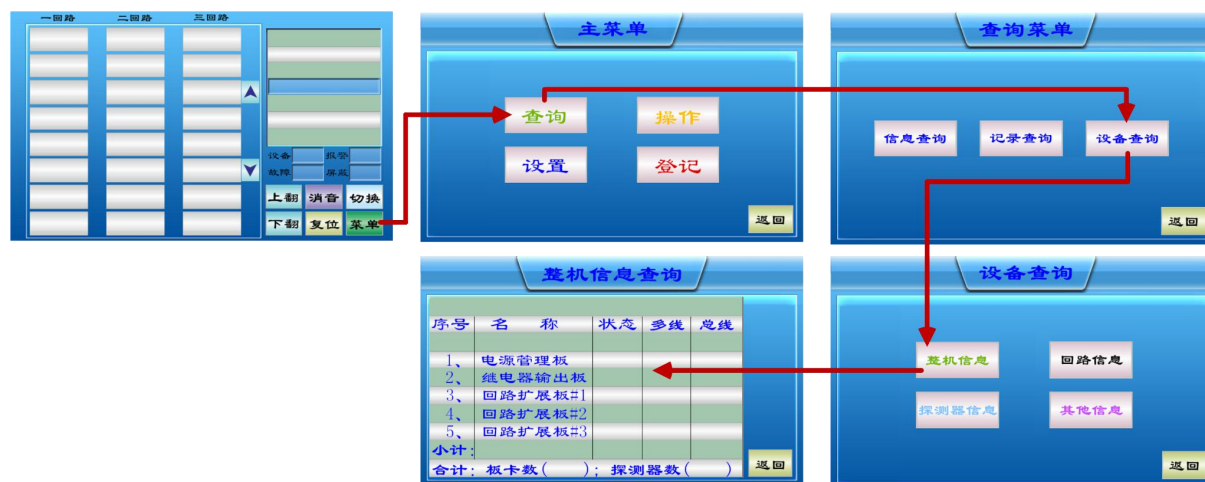 一回路 二回路 三回路
设备 报警
故障 屏蔽
上翻 消音 切换
下翻 复位 菜单
主菜单
查询 操作
设置 登记
返回
查询菜单
信息查询 记录查询 设备查询
返回
整机信息查询
序号 名 称 状态 多线 总线
1、 电源管理板
2、 继电器输出板
3、 回路扩展板#1
4、 回路扩展板#2
5、 回路扩展板#3
小计:
合计: 板卡数( ); 探测器数( )
返回
设备查询
整机信息 回路信息
探测器信息 其他信息
返回